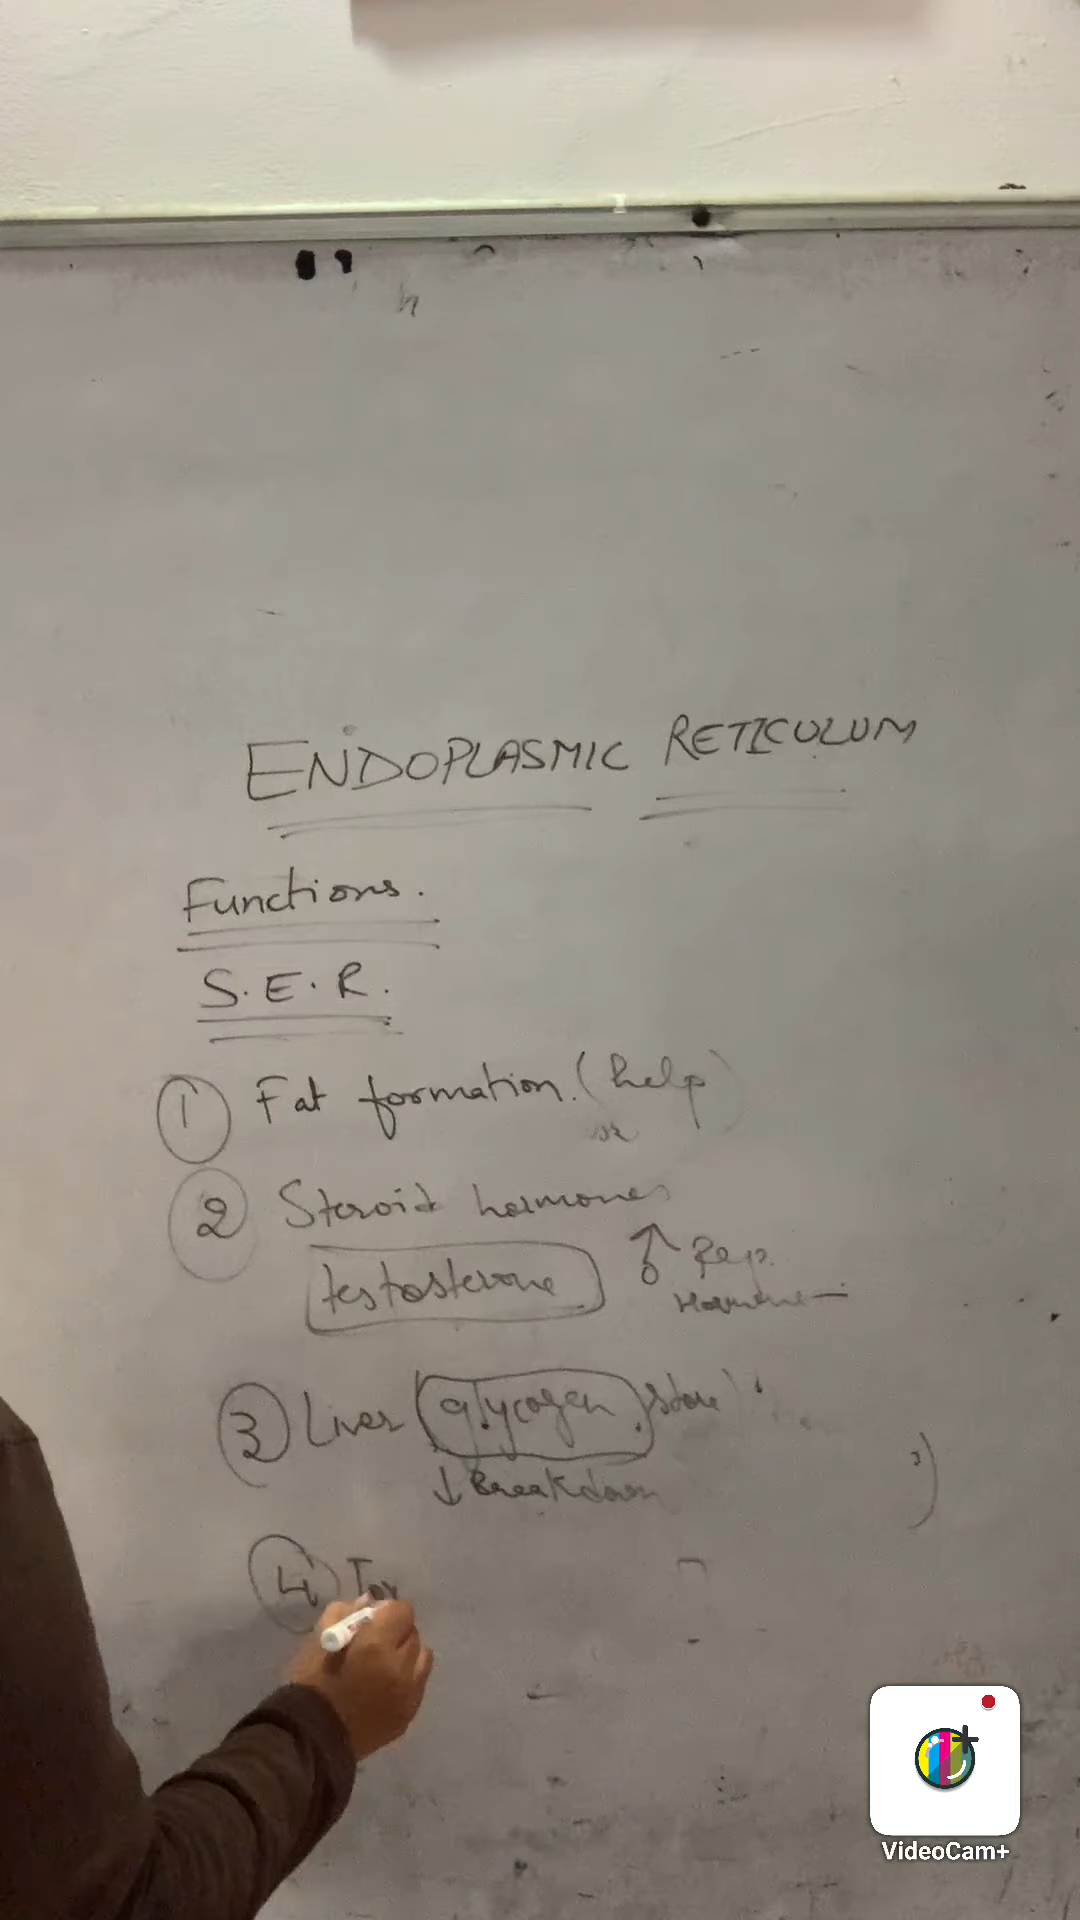 ENDOPLASMIC RETICULUM
Functions.
S.E.R.
1 Fat formation. (help)
2 Steroid hormones
testosterone ♂ Rep.
Hormone
3 Liver (glycogen store)
↓ Breakdown
4 Tox
VideoCam+